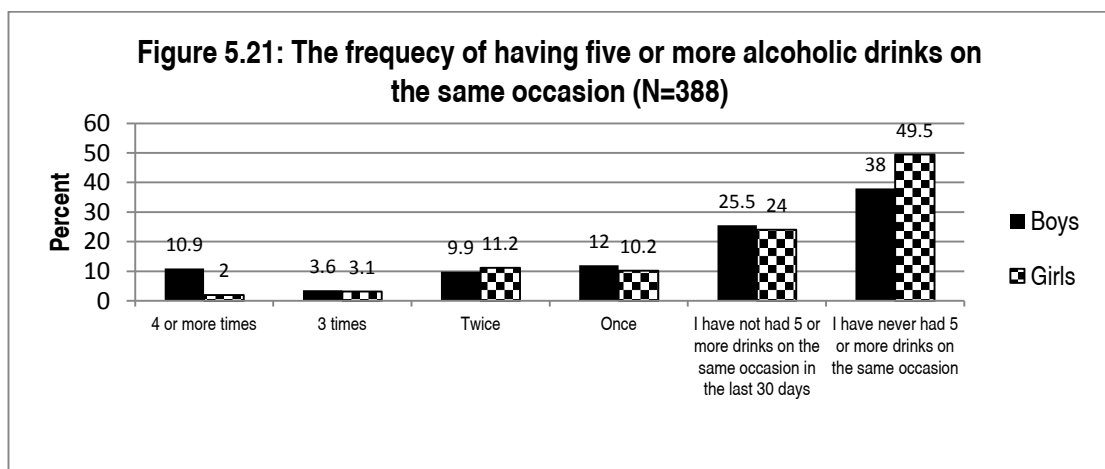 Figure 5.21: The frequecy of having five or more alcoholic drinks on
the same occasion (N=388)
60
50
40
30
20
10
0
Percent
10.9
2
3.6
3.1
9.9
11.2
12
10.2
25.5
24
38
49.5
4 or more times
3 times
Twice
Once
I have not had 5 or
more drinks on the
same occasion in
the last 30 days
I have never had 5
or more drinks on
the same occasion
Boys
Girls